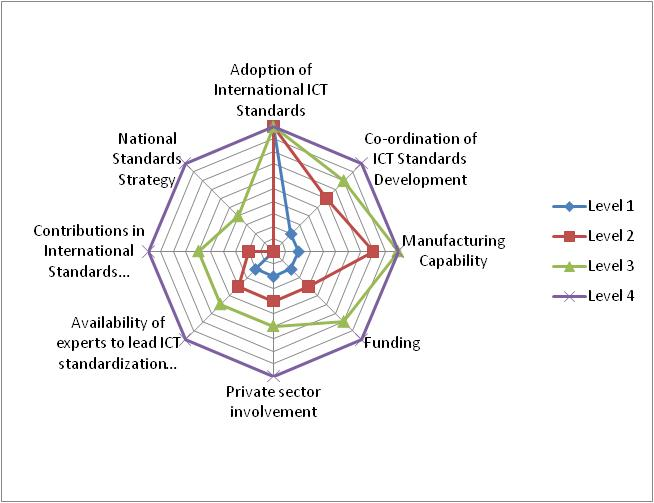 Adoption of
International ICT
Standards
Co-ordination of
ICT Standards
Development
Manufacturing
Capability
Funding
Private sector
involvement
Availability of
experts to lead ICT
standardization...
Contributions in
International
Standards...
National
Standards
Strategy
Level 1
Level 2
Level 3
Level 4